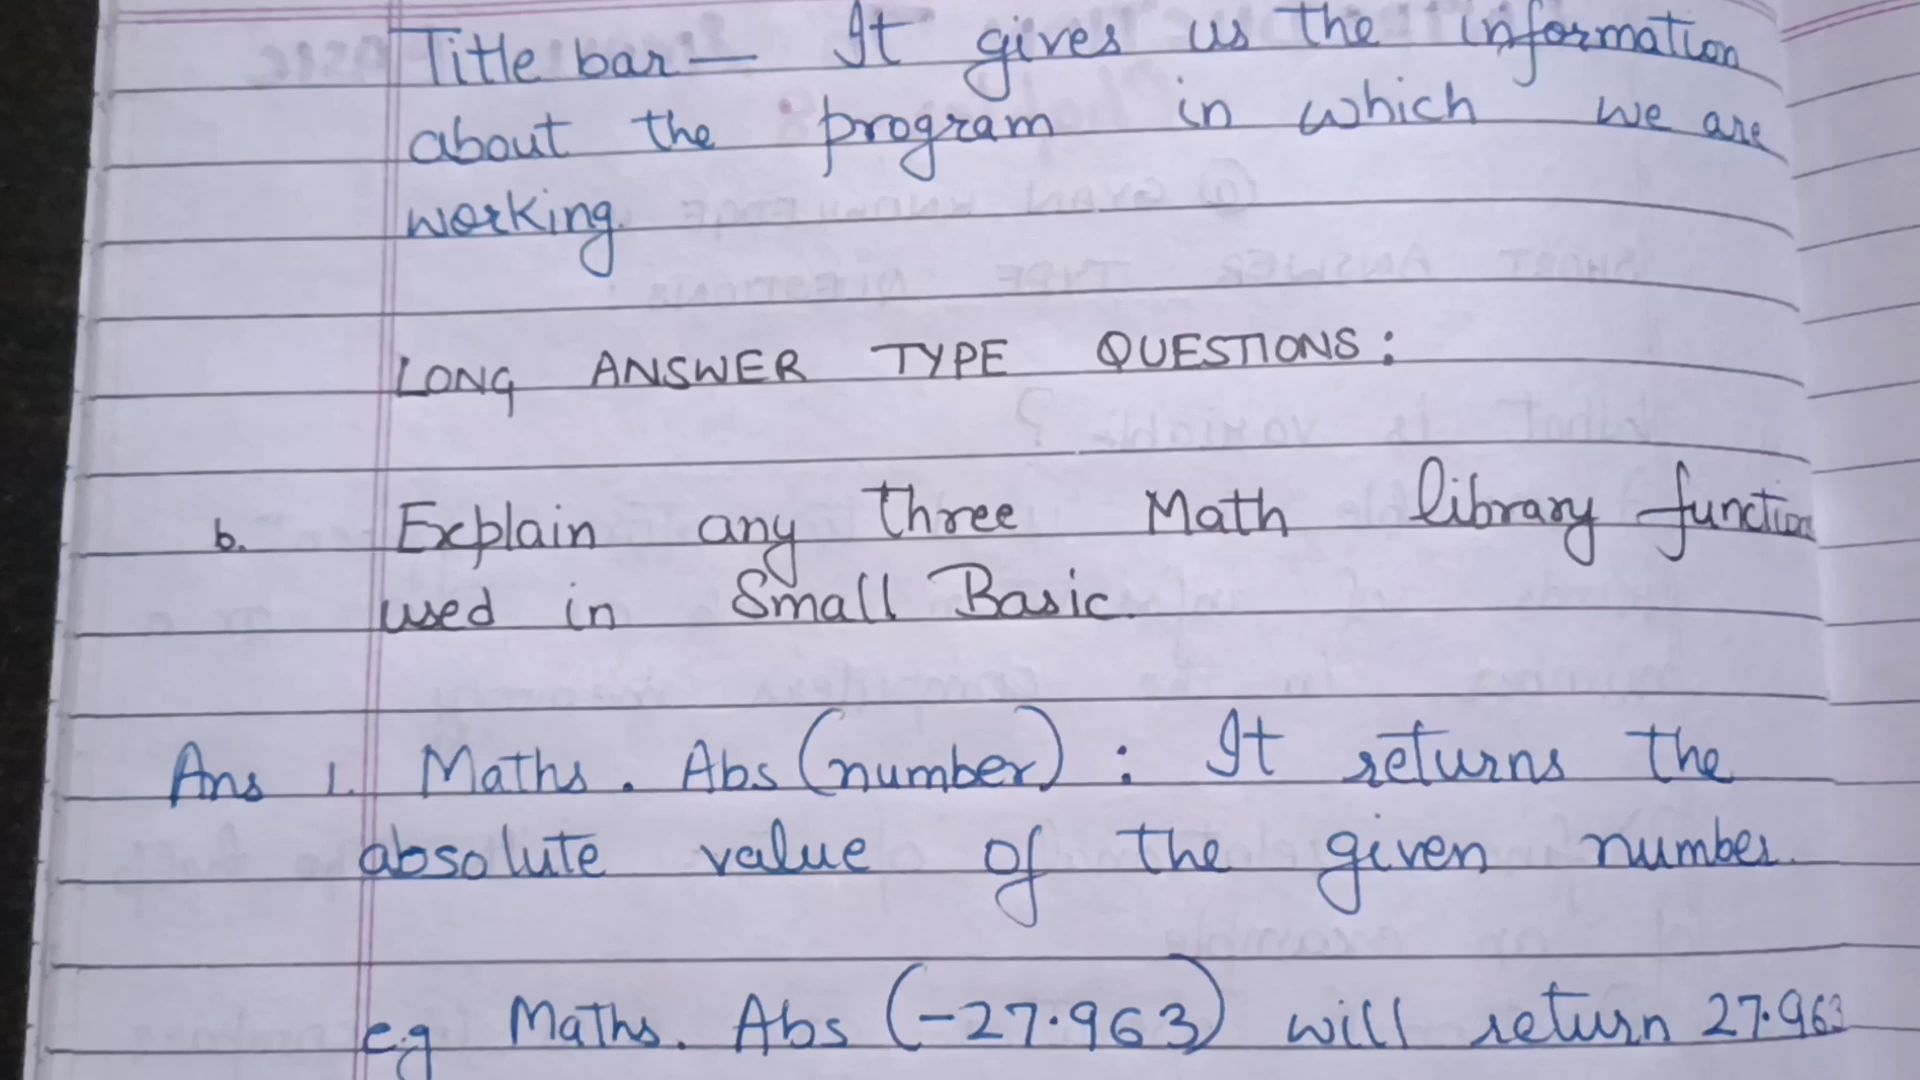 Title bar — It gives us the information
about the program in which we are
working.
LONG ANSWER TYPE QUESTIONS :
b. Explain any three Math library function
used in Small Basic.
Ans 1. Maths. Abs (number) : It returns the
absolute value of the given number.
e.g Maths. Abs (-27.963) will return 27.963